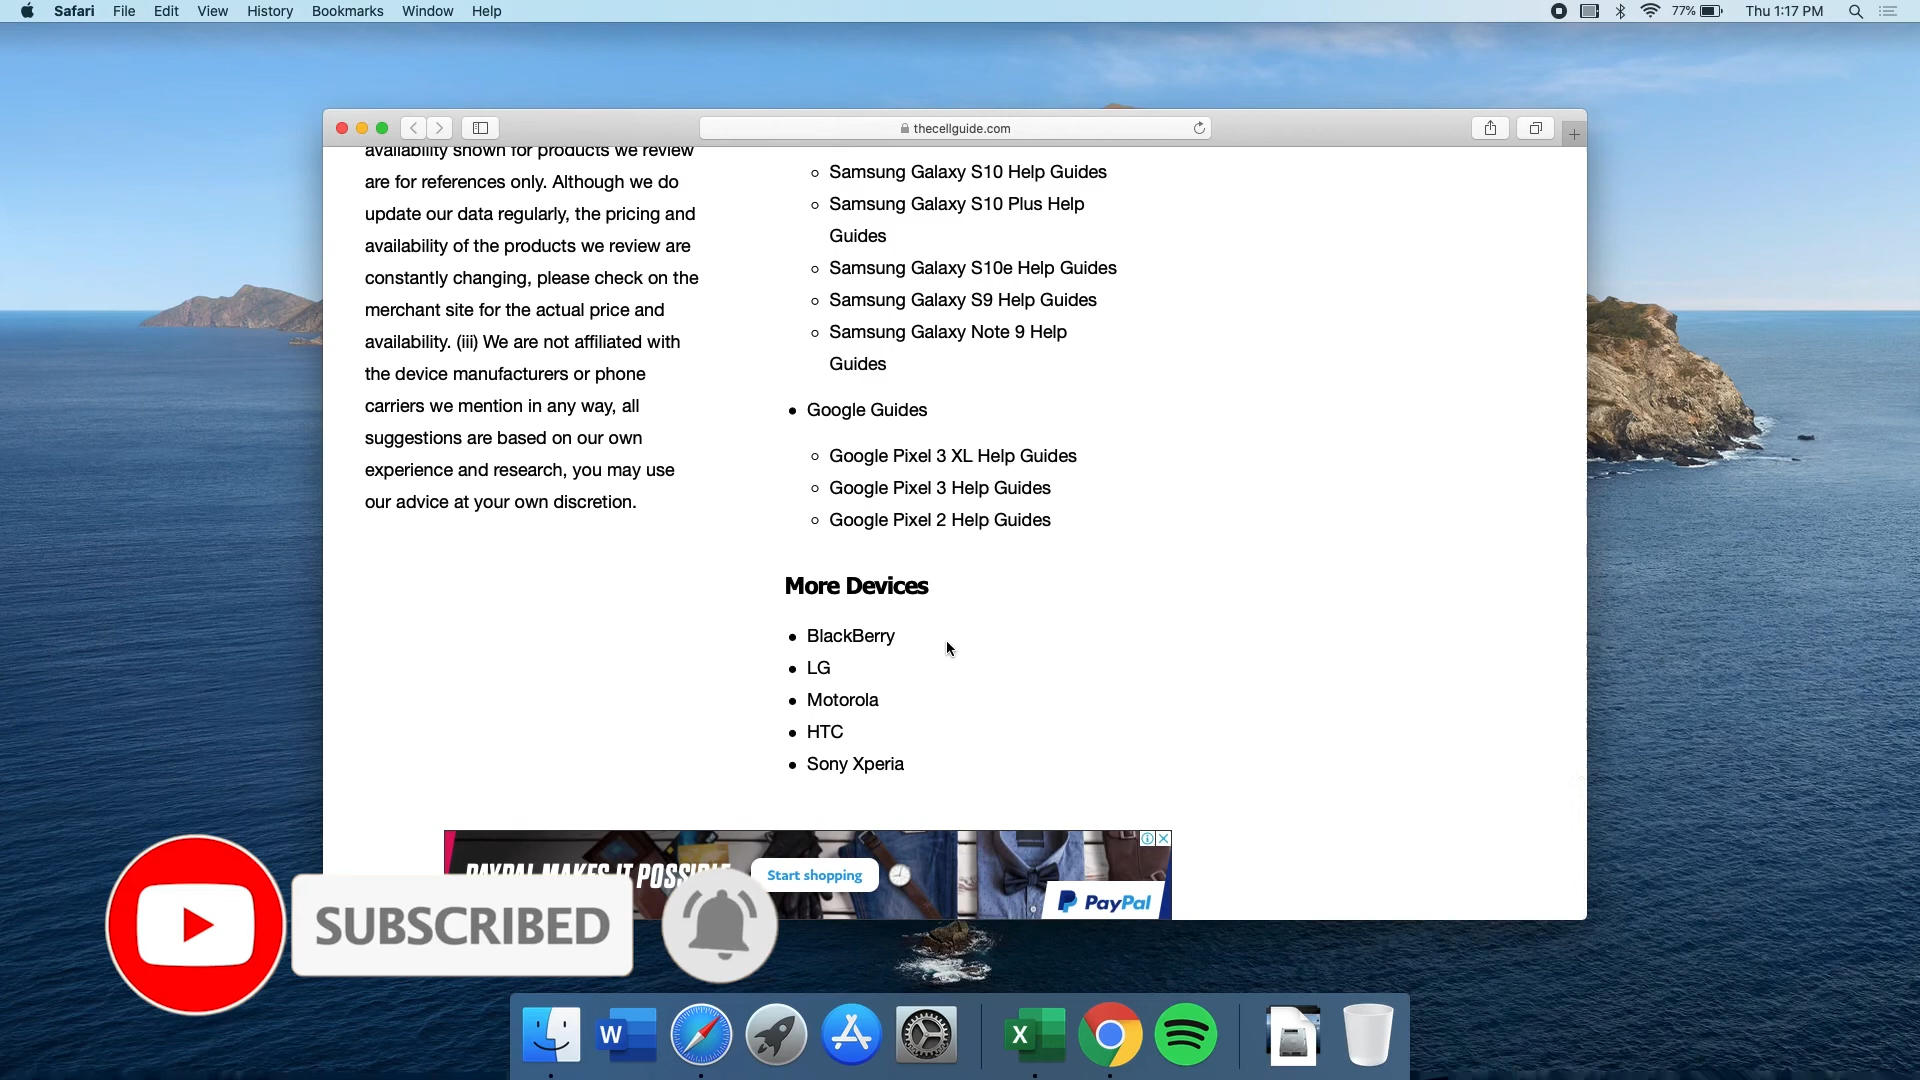 Safari File Edit View History Bookmarks Window Help
77% Thu 1:17 PM
thecellguide.com
availability shown for products we review
are for references only. Although we do
update our data regularly, the pricing and
availability of the products we review are
constantly changing, please check on the
merchant site for the actual price and
availability. (iii) We are not affiliated with
the device manufacturers or phone
carriers we mention in any way, all
suggestions are based on our own
experience and research, you may use
our advice at your own discretion.
Samsung Galaxy S10 Help Guides
Samsung Galaxy S10 Plus Help
Guides
Samsung Galaxy S10e Help Guides
Samsung Galaxy S9 Help Guides
Samsung Galaxy Note 9 Help
Guides
Google Guides
Google Pixel 3 XL Help Guides
Google Pixel 3 Help Guides
Google Pixel 2 Help Guides
More Devices
BlackBerry
LG
Motorola
HTC
Sony Xperia
PAYPAL MAKES IT POSSIBLE
Start shopping
PayPal
SUBSCRIBED
W
X